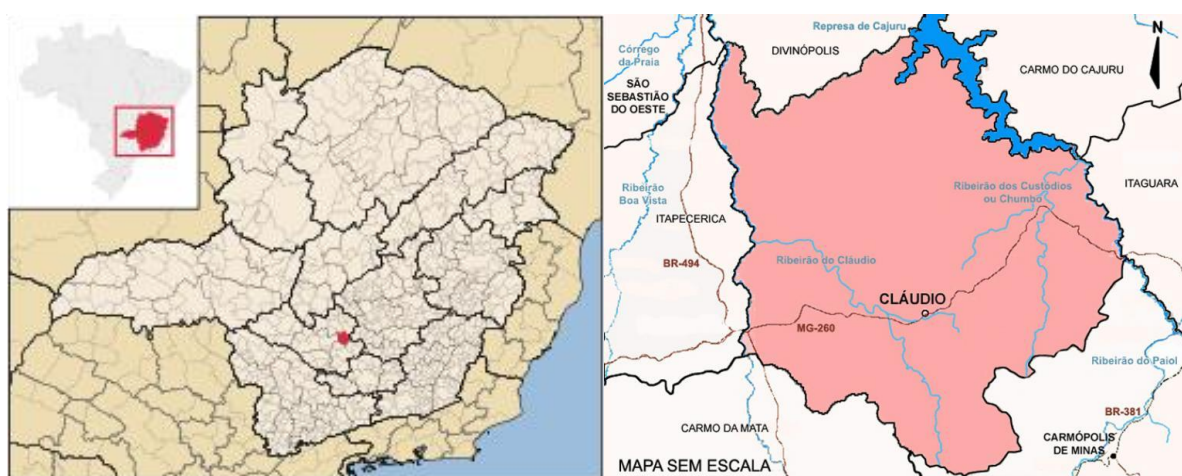 Represa de Cajuru
N
DIVINÓPOLIS
Córrego
da Praia
CARMO DO CAJURU
SÃO
SEBASTIÃO
DO OESTE
Ribeirão
Boa Vista
Ribeirão dos Custódios
ou Chumbo
ITAGUARA
ITAPECERICA
BR-494
Ribeirão do Cláudio
CLÁUDIO
MG-260
Ribeirão do Paiol
BR-381
CARMO DA MATA
CARMÓPOLIS
DE MINAS
MAPA SEM ESCALA